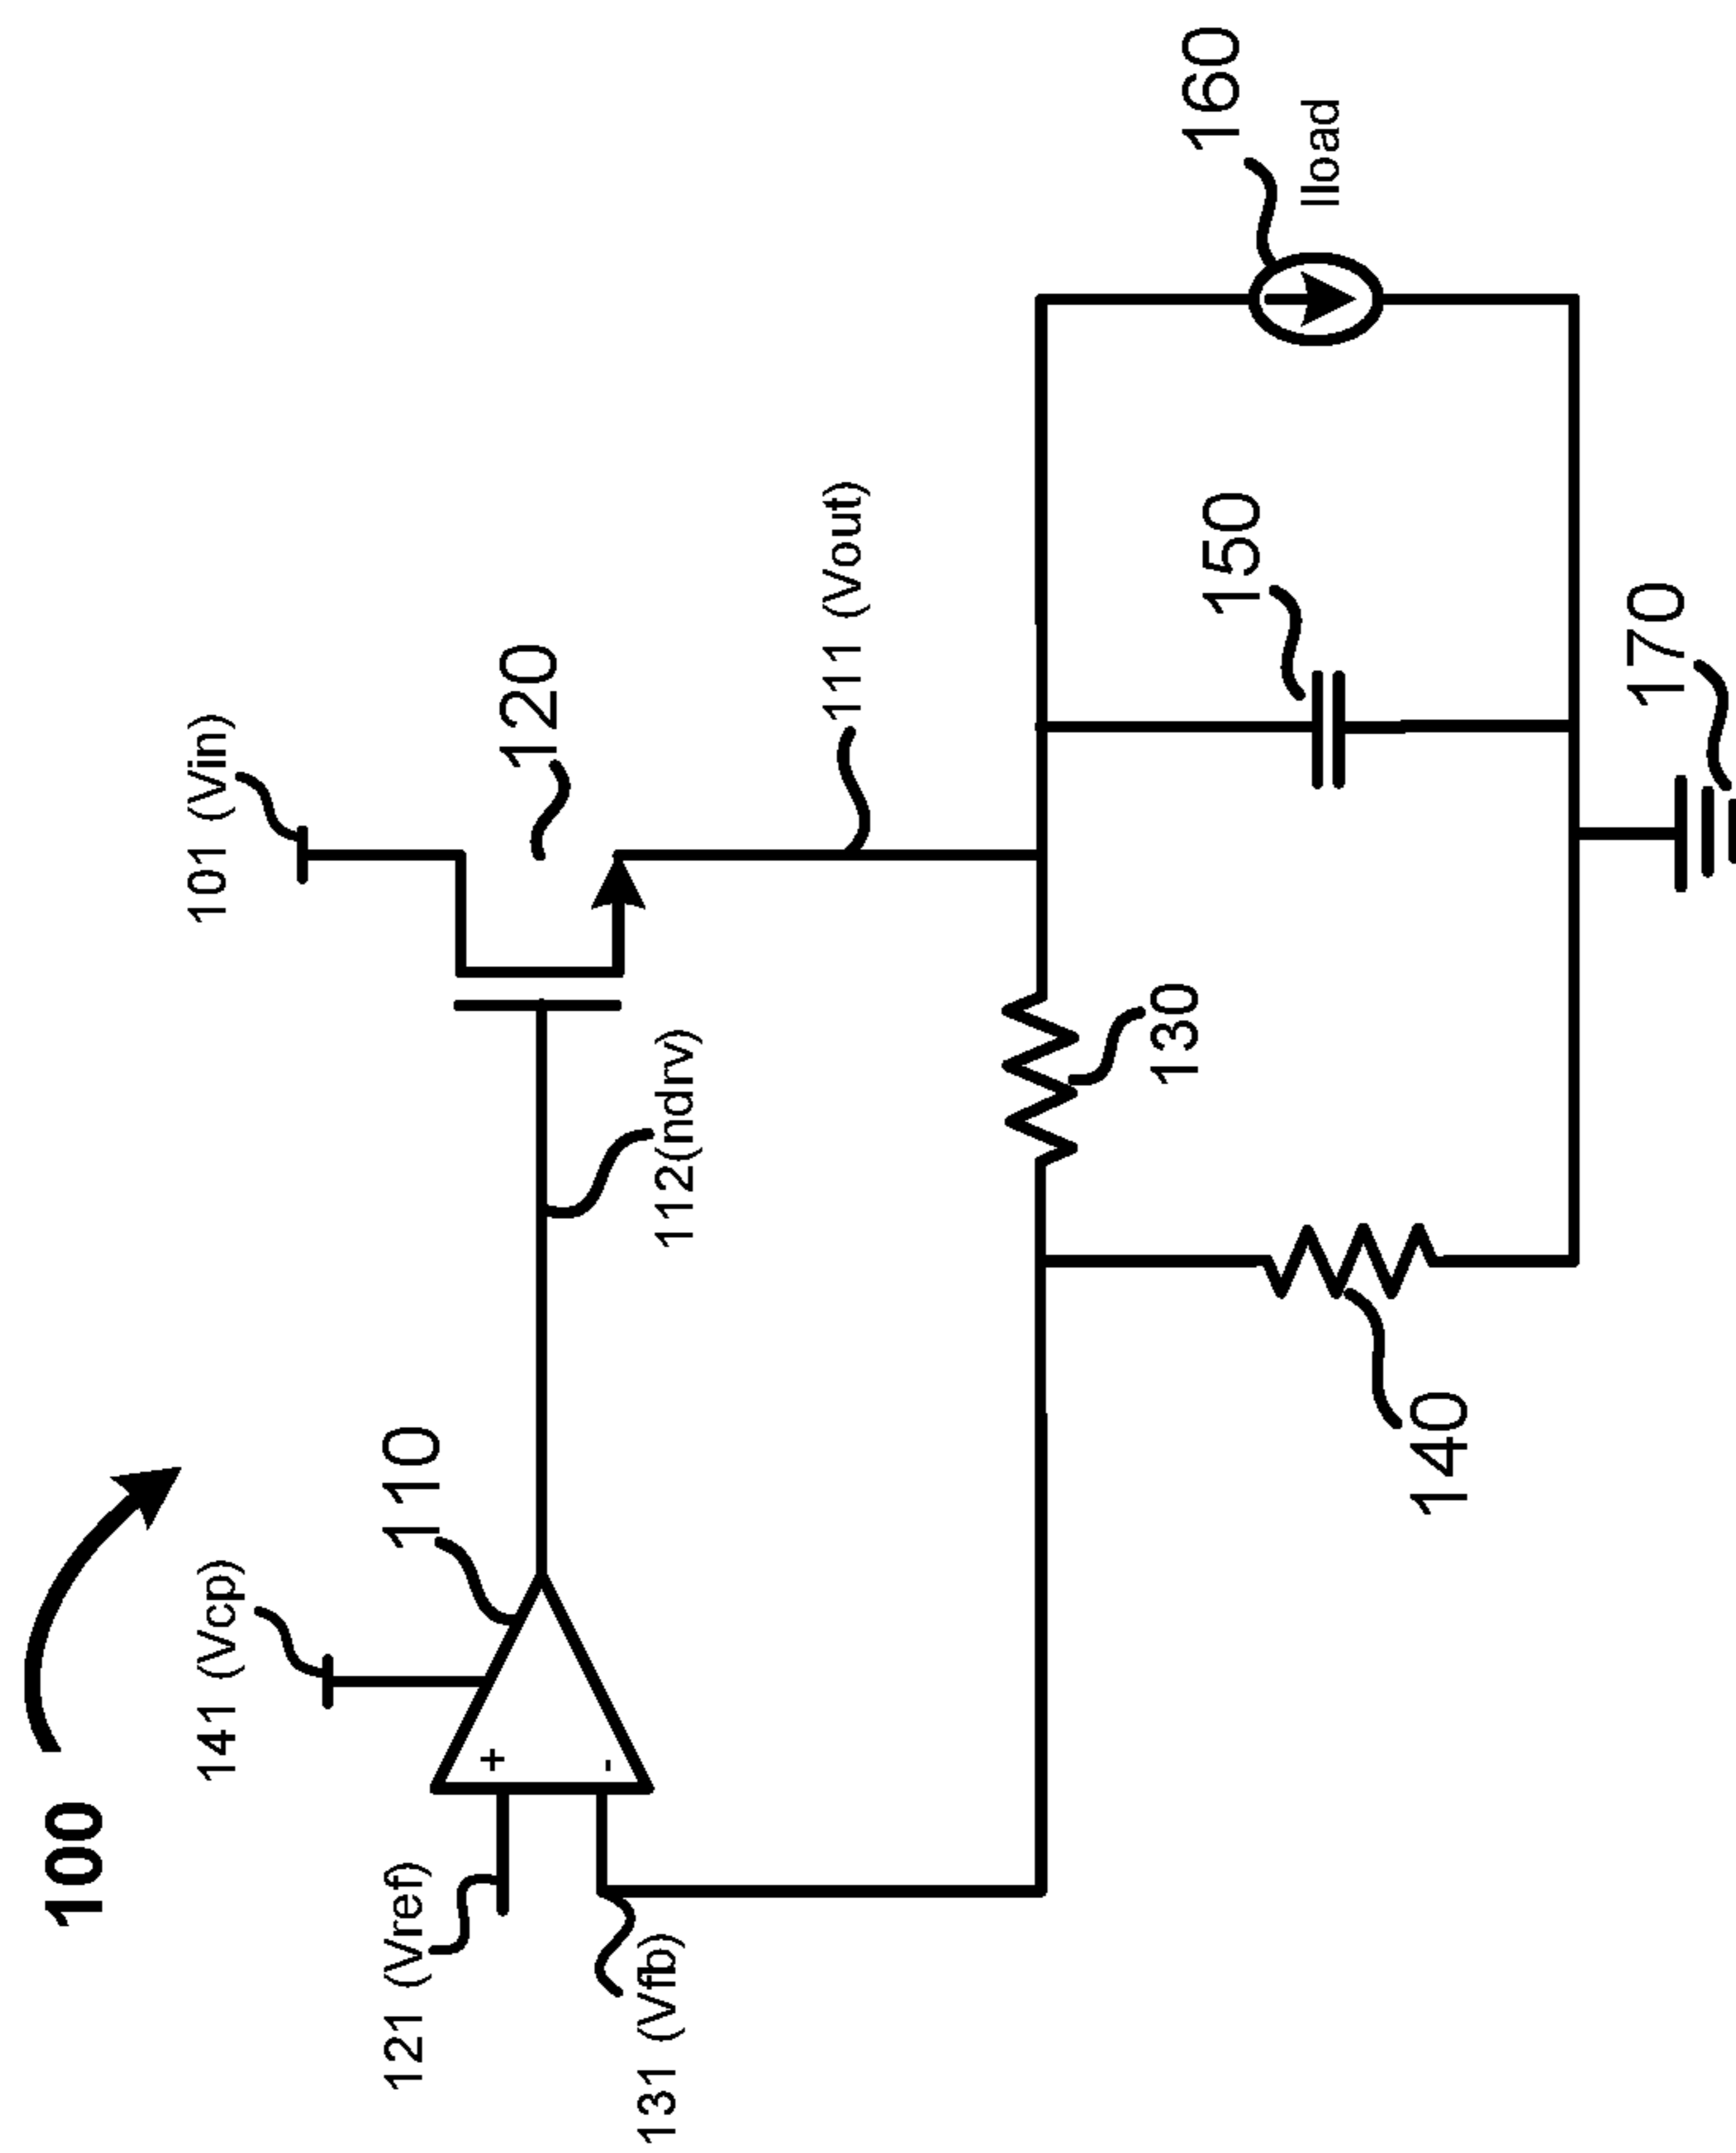 100
141 (Vcp)
101 (Vin)
110
120
121 (Vref)
+
-
131 (Vfb)
112(ndrv)
111 (Vout)
130
160
Iload
150
140
170